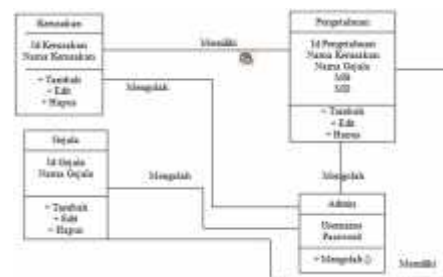 Kerusakan
Id Kerusakan
Nama Kerusakan
+ Tambah
+ Edit
+ Hapus
Memiliki
Pengetahuan
Id Pengetahuan
Nama Kerusakan
Nama Gejala
MB
MD
+ Tambah
+ Edit
+ Hapus
Mengolah
Gejala
Id Gejala
Nama Gejala
+ Tambah
+ Edit
+ Hapus
Mengolah
Mengolah
Admin
Username
Password
+ Mengolah ()
Memiliki